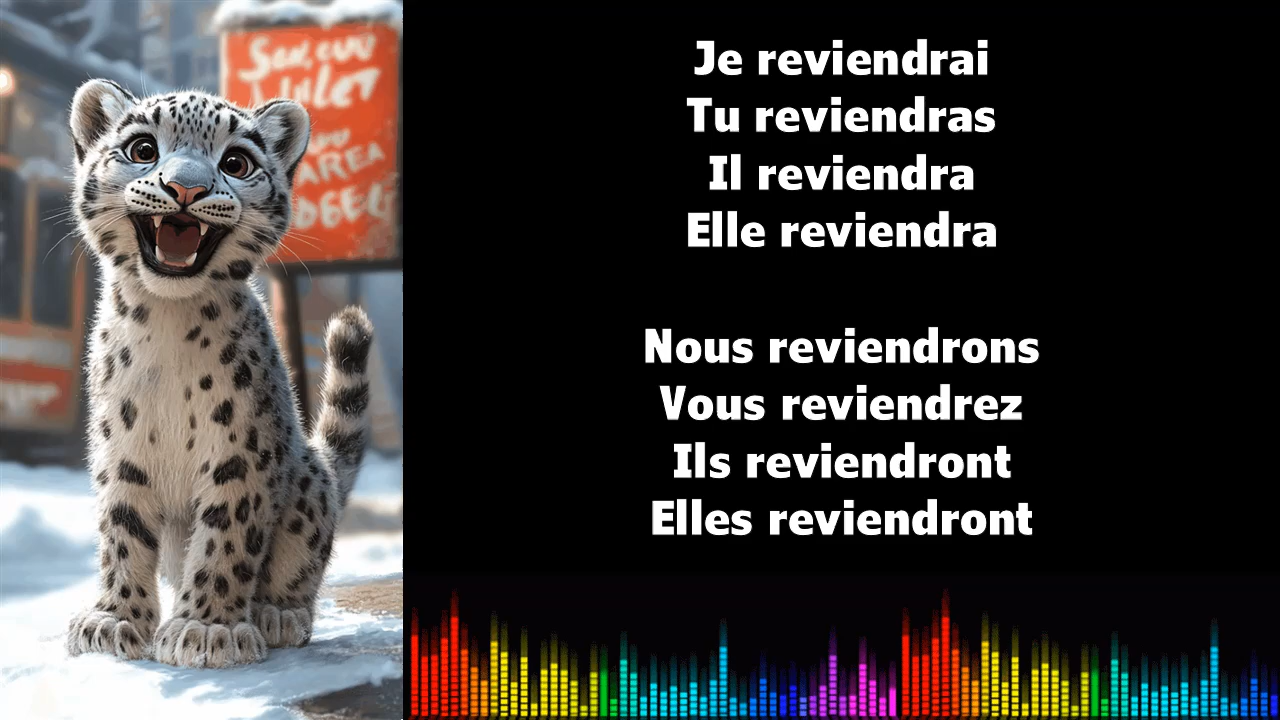 Je reviendrai
Tu reviendras
Il reviendra
Elle reviendra
Nous reviendrons
Vous reviendrez
Ils reviendront
Elles reviendront